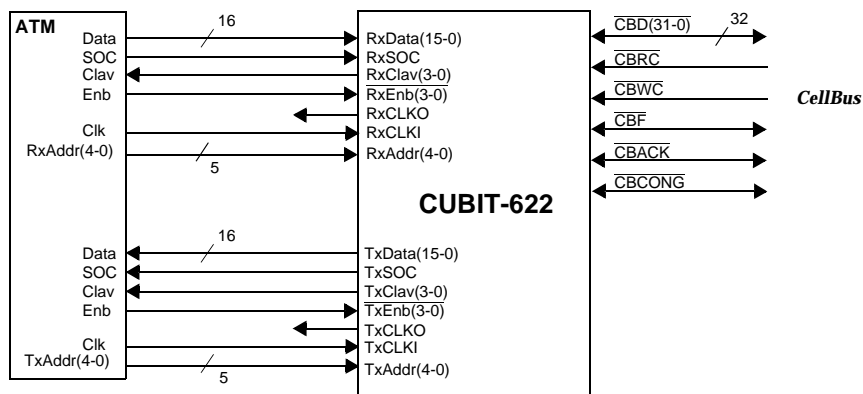 ATM
Data
SOC
Clav
Enb
Clk
RxAddr(4-0)
16
5
RxData(15-0)
RxSOC
RxClav(3-0)
RxEnb(3-0)
RxCLKO
RxCLKI
RxAddr(4-0)
CUBIT-622
CBD(31-0)
32
CBRC
CBWC
CBF
CBACK
CBCONG
CellBus
Data
SOC
Clav
Enb
Clk
TxAddr(4-0)
16
5
TxData(15-0)
TxSOC
TxClav(3-0)
TxEnb(3-0)
TxCLKO
TxCLKI
TxAddr(4-0)